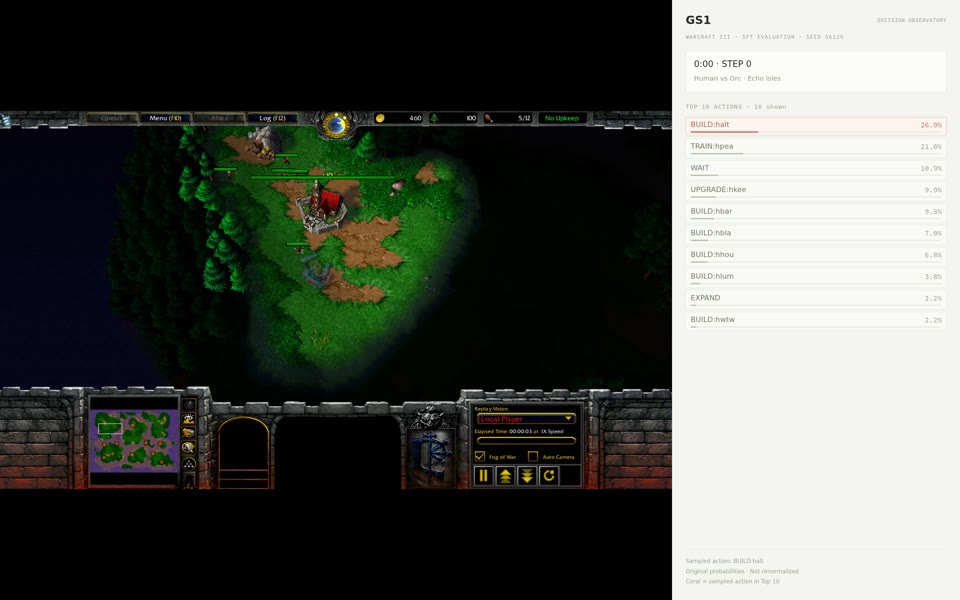 Quests
Menu (F10)
Allies
Log (F12)
460
100
5/12
No Upkeep
Replay Vision
Local Player
Elapsed Time 00:00:03 at 1X Speed
Fog of War
Auto Camera
GS1
DECISION OBSERVATORY
WARCRAFT III · SFT EVALUATION · SEED 56129
0:00 · STEP 0
Human vs Orc · Echo Isles
TOP 10 ACTIONS · 10 shown
BUILD:halt 26.9%
TRAIN:hpea 21.0%
WAIT 10.9%
UPGRADE:hkee 9.9%
BUILD:hbar 9.3%
BUILD:hbla 7.0%
BUILD:hhou 6.8%
BUILD:hlum 3.8%
EXPAND 2.2%
BUILD:hwtw 2.2%
Sampled action: BUILD:halt
Original probabilities · Not renormalized
Coral = sampled action in Top 10